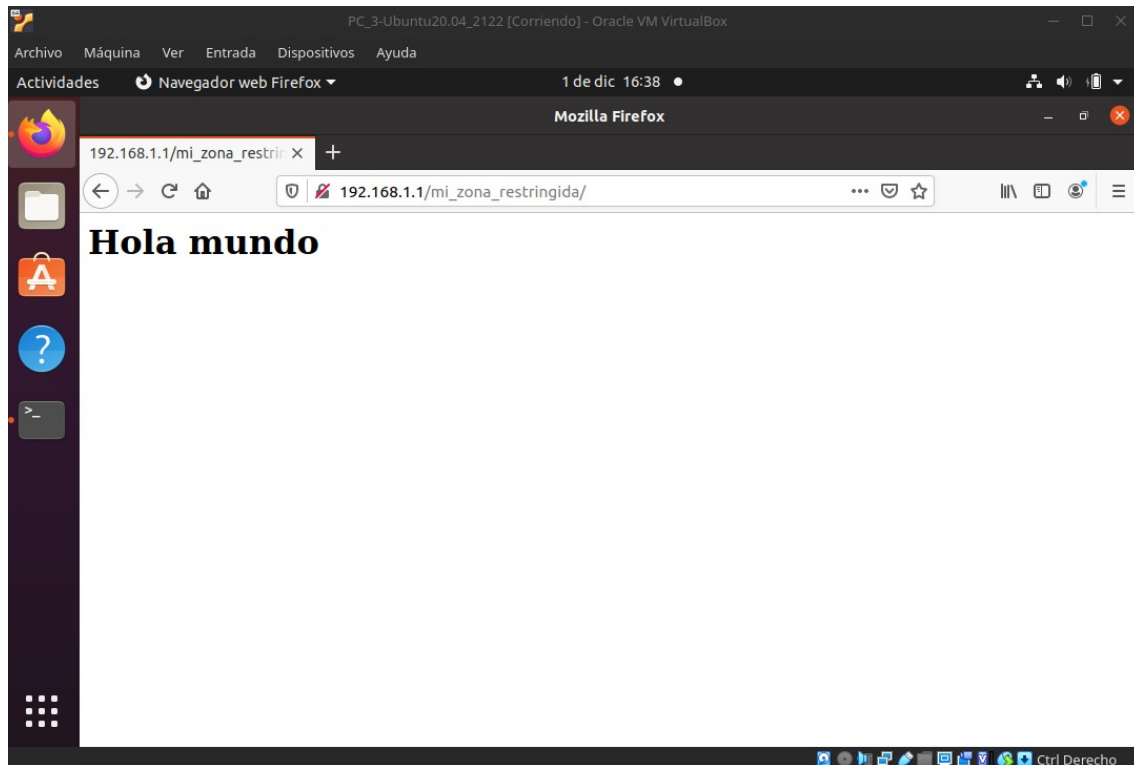 PC_3-Ubuntu20.04_2122 [Corriendo] - Oracle VM VirtualBox
Archivo Máquina Ver Entrada Dispositivos Ayuda
Actividades Navegador web Firefox 1 de dic 16:38
Mozilla Firefox
192.168.1.1/mi_zona_restrin
192.168.1.1/mi_zona_restringida/
Hola mundo
Ctrl Derecho